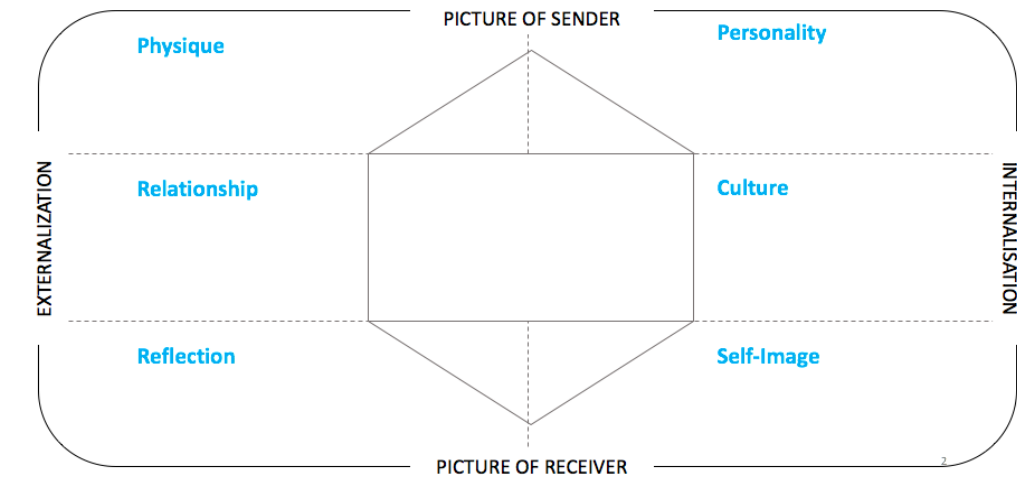 PICTURE OF SENDER
Physique
Personality
EXTERNALIZATION
Relationship
Culture
INTERNALISATION
Reflection
Self-Image
PICTURE OF RECEIVER
2